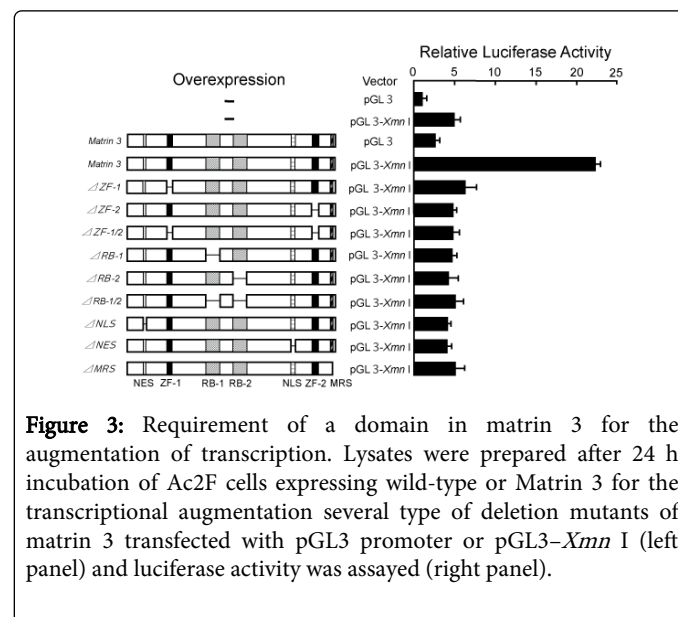 Relative Luciferase Activity
Overexpression Vector 0 5 10 15 20 25
– pGL 3
– pGL 3-Xmn I
Matrin 3 pGL 3
Matrin 3 pGL 3-Xmn I
⊿ZF-1 pGL 3-Xmn I
⊿ZF-2 pGL 3-Xmn I
⊿ZF-1/2 pGL 3-Xmn I
⊿RB-1 pGL 3-Xmn I
⊿RB-2 pGL 3-Xmn I
⊿RB-1/2 pGL 3-Xmn I
⊿NLS pGL 3-Xmn I
⊿NES pGL 3-Xmn I
⊿MRS pGL 3-Xmn I
NES ZF-1 RB-1 RB-2 NLS ZF-2 MRS
Figure 3: Requirement of a domain in matrin 3 for the
augmentation of transcription. Lysates were prepared after 24 h
incubation of Ac2F cells expressing wild-type or Matrin 3 for the
transcriptional augmentation several type of deletion mutants of
matrin 3 transfected with pGL3 promoter or pGL3–Xmn I (left
panel) and luciferase activity was assayed (right panel).